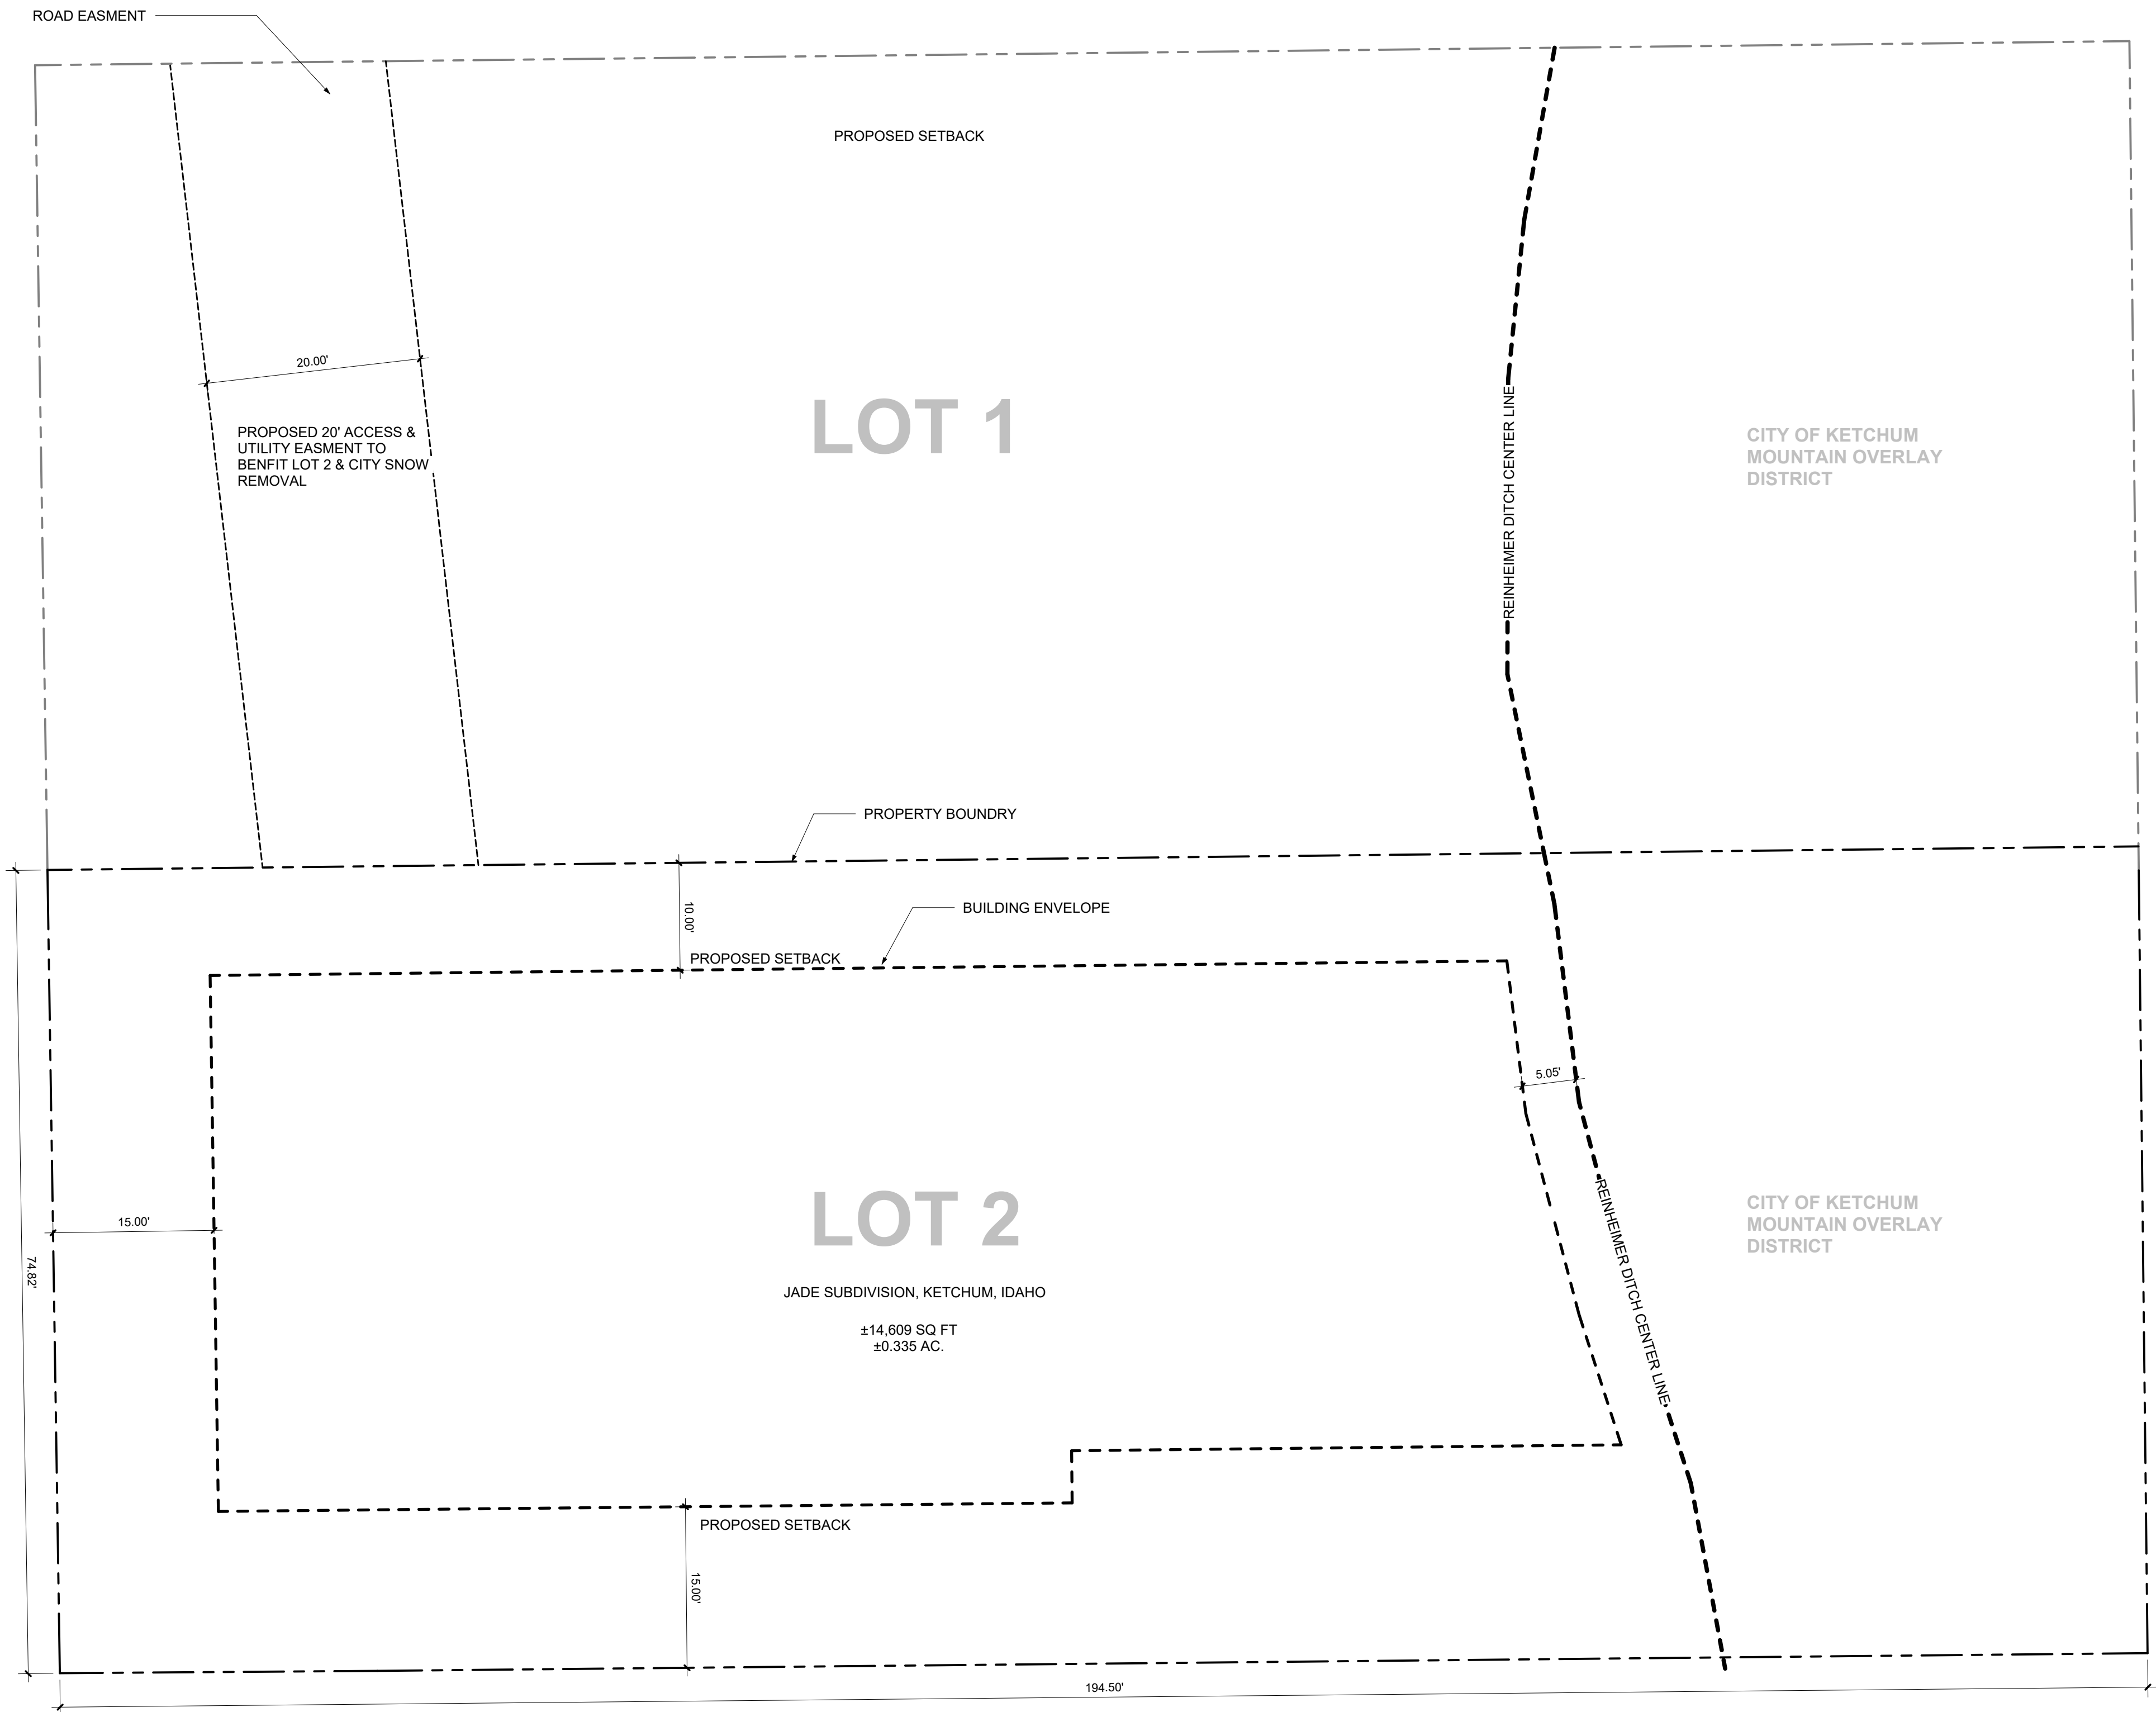 ROAD EASMENT
PROPOSED SETBACK
20.00'
LOT 1
REINHEIMER DITCH CENTER LINE
PROPOSED 20' ACCESS &
UTILITY EASMENT TO
BENFIT LOT 2 & CITY SNOW
REMOVAL
CITY OF KETCHUM
MOUNTAIN OVERLAY
DISTRICT
PROPERTY BOUNDRY
10.00'
BUILDING ENVELOPE
PROPOSED SETBACK
5.05'
LOT 2
15.00'
74.82'
REINHEIMER DITCH CENTER LINE
CITY OF KETCHUM
MOUNTAIN OVERLAY
DISTRICT
JADE SUBDIVISION, KETCHUM, IDAHO
±14,609 SQ FT
±0.335 AC.
PROPOSED SETBACK
15.00'
194.50'